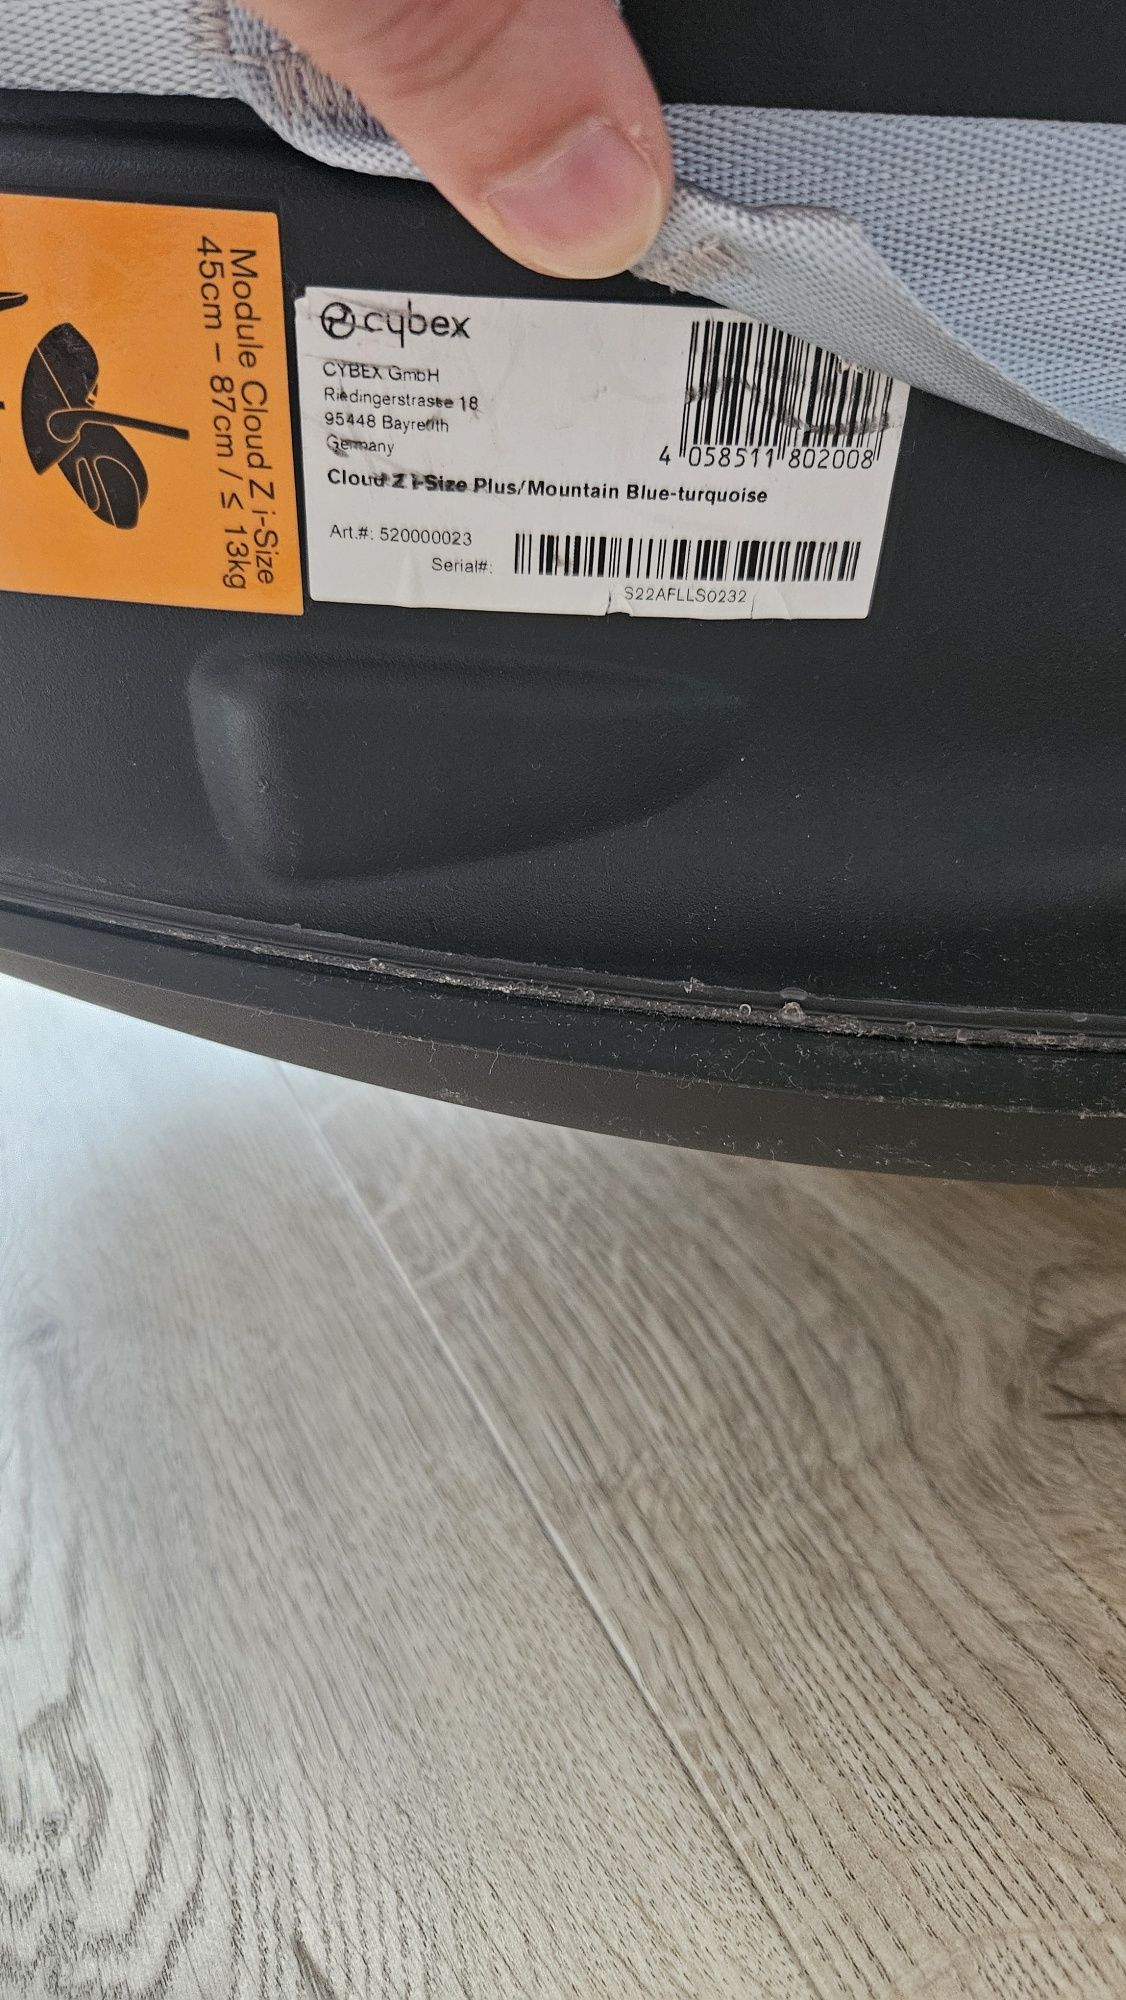 Module Cloud Z i-Size
45cm – 87cm / ≤ 13kg
cybex
CYBEX GmbH
Riedingerstrasse 18
95448 Bayreuth
Germany
4 058511 802008
Cloud Z i-Size Plus/Mountain Blue-turquoise
Art.#: 520000023
Serial#:
S22AFLLS0232